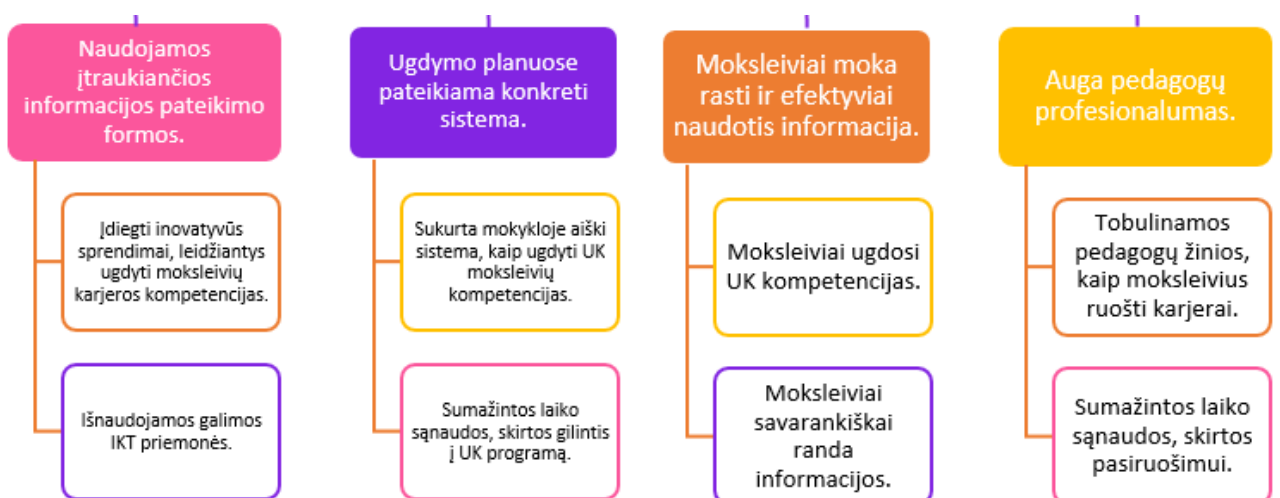 Naudojamos
įtraukiančios
informacijos pateikimo
formos.
Įdiegti inovatyvūs
sprendimai, leidžiantys
ugdyti moksleivių
karjeros kompetencijas.
Išnaudojamos galimos
IKT priemonės.
Ugdymo planuose
pateikiama konkreti
sistema.
Sukurta mokykloje aiški
sistema, kaip ugdyti UK
moksleivių
kompetencijas.
Sumažintos laiko
sąnaudos, skirtos gilintis
į UK programą.
Moksleiviai moka
rasti ir efektyviai
naudotis informacija.
Moksleiviai ugdosi
UK kompetencijas.
Moksleiviai
savarankiškai
randa
informacijos.
Auga pedagogų
profesionalumas.
Tobulinamos
pedagogų žinios,
kaip moksleivius
ruošti karjerai.
Sumažintos laiko
sąnaudos, skirtos
pasiruošimui.